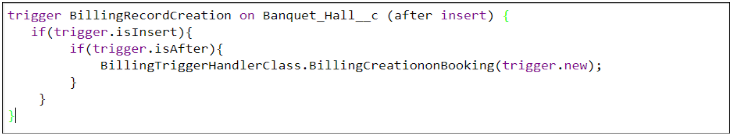 trigger BillingRecordCreation on Banquet_Hall__c (after insert) {
if(trigger.isInsert){
if(trigger.isAfter){
BillingTriggerHandlerClass.BillingCreationonBooking(trigger.new);
}
}
}